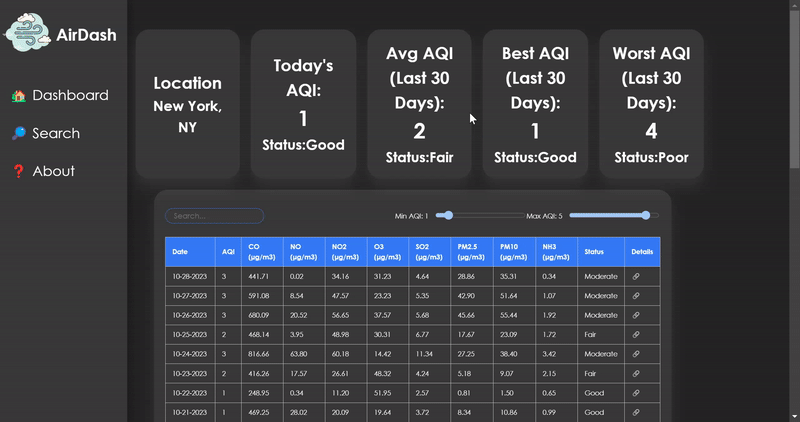 AirDash
Dashboard
Search
About
Location
New York,
NY
Today's
AQI:
1
Status:Good
Avg AQI
(Last 30
Days):
2
Status:Fair
Best AQI
(Last 30
Days):
1
Status:Good
Worst AQI
(Last 30
Days):
4
Status:Poor
Search...
Min AQI: 1
Max AQI: 5
Date AQI CO (µg/m3) NO (µg/m3) NO2 (µg/m3) O3 (µg/m3) SO2 (µg/m3) PM2.5 (µg/m3) PM10 (µg/m3) NH3 (µg/m3) Status Details
10-28-2023 3 441.71 0.02 34.16 31.23 4.64 28.86 35.31 0.34 Moderate
10-27-2023 3 591.08 8.54 47.57 23.23 5.35 42.90 51.64 1.07 Moderate
10-26-2023 3 680.09 20.52 56.65 37.57 5.68 45.66 55.44 1.92 Moderate
10-25-2023 2 468.14 3.95 48.98 30.31 6.77 17.67 23.09 1.72 Fair
10-24-2023 3 816.66 63.80 60.18 14.42 11.34 27.25 38.40 3.42 Moderate
10-23-2023 2 416.26 17.57 26.61 48.32 4.24 5.18 9.07 2.15 Fair
10-22-2023 1 248.95 0.34 11.20 51.95 2.57 0.81 1.50 0.65 Good
10-21-2023 1 469.25 28.02 20.09 19.64 3.72 8.34 10.86 0.99 Good